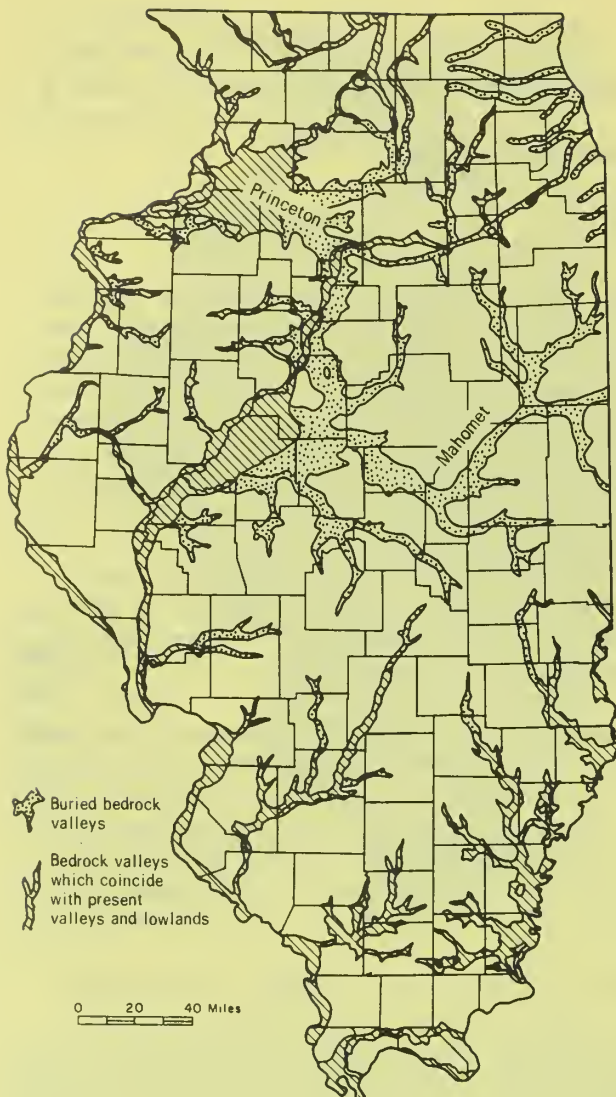 Princeton
Mahomet
Buried bedrock
valleys
Bedrock valleys
which coincide
with present
valleys and lowlands
0 20 40 Miles